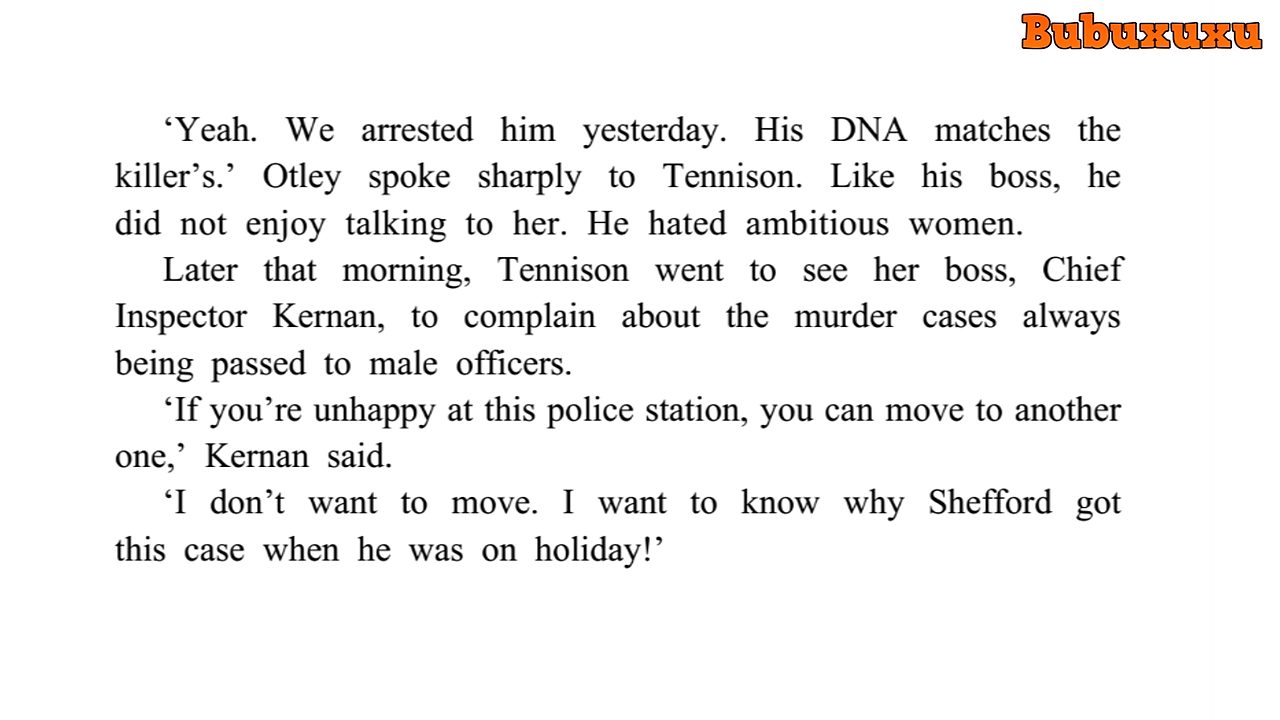 Bubuxuxu
‘Yeah. We arrested him yesterday. His DNA matches the
killer’s.’ Otley spoke sharply to Tennison. Like his boss, he
did not enjoy talking to her. He hated ambitious women.
Later that morning, Tennison went to see her boss, Chief
Inspector Kernan, to complain about the murder cases always
being passed to male officers.
‘If you’re unhappy at this police station, you can move to another
one,’ Kernan said.
‘I don’t want to move. I want to know why Shefford got
this case when he was on holiday!’